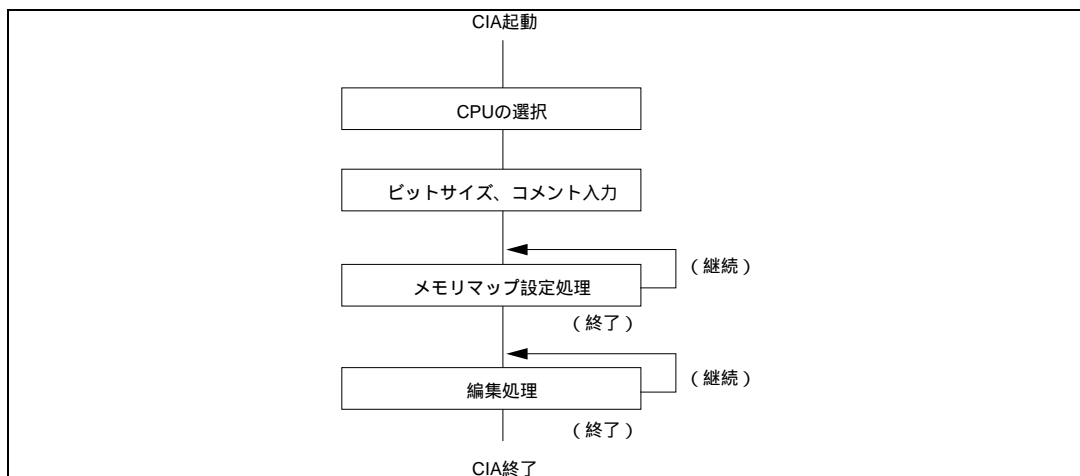 CIA起動
CPUの選択
ビットサイズ、コメント入力
(継続)
メモリマップ設定処理
(終了)
(継続)
編集処理
(終了)
CIA終了